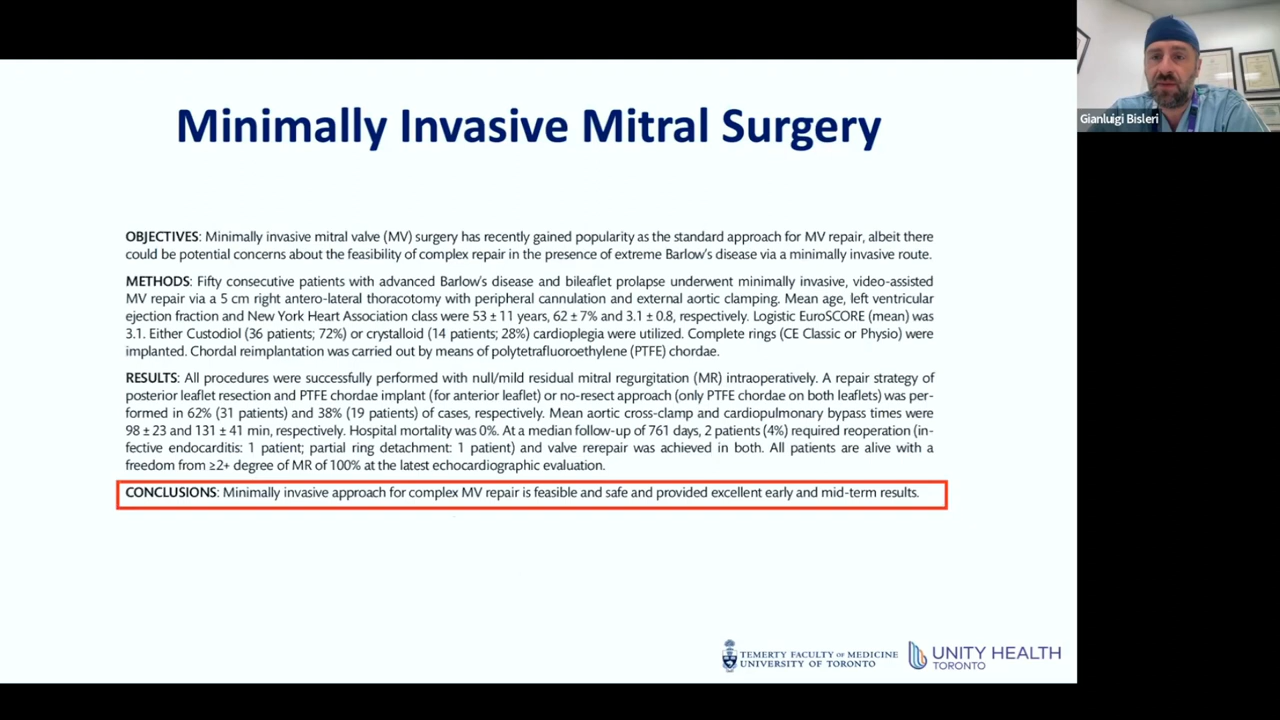 Minimally Invasive Mitral Surgery
Gianluigi Bisleri
OBJECTIVES: Minimally invasive mitral valve (MV) surgery has recently gained popularity as the standard approach for MV repair, albeit there
could be potential concerns about the feasibility of complex repair in the presence of extreme Barlow's disease via a minimally invasive route.
METHODS: Fifty consecutive patients with advanced Barlow's disease and bileaflet prolapse underwent minimally invasive, video-assisted
MV repair via a 5 cm right antero-lateral thoracotomy with peripheral cannulation and external aortic clamping. Mean age, left ventricular
ejection fraction and New York Heart Association class were 53 ± 11 years, 62 ± 7% and 3.1 ± 0.8, respectively. Logistic EuroSCORE (mean) was
3.1. Either Custodiol (36 patients; 72%) or crystalloid (14 patients; 28%) cardioplegia were utilized. Complete rings (CE Classic or Physio) were
implanted. Chordal reimplantation was carried out by means of polytetrafluoroethylene (PTFE) chordae.
RESULTS: All procedures were successfully performed with null/mild residual mitral regurgitation (MR) intraoperatively. A repair strategy of
posterior leaflet resection and PTFE chordae implant (for anterior leaflet) or no-resect approach (only PTFE chordae on both leaflets) was per-
formed in 62% (31 patients) and 38% (19 patients) of cases, respectively. Mean aortic cross-clamp and cardiopulmonary bypass times were
98 ± 23 and 131 ± 41 min, respectively. Hospital mortality was 0%. At a median follow-up of 761 days, 2 patients (4%) required reoperation (in-
fective endocarditis: 1 patient; partial ring detachment: 1 patient) and valve rerepair was achieved in both. All patients are alive with a
freedom from ≥2+ degree of MR of 100% at the latest echocardiographic evaluation.
CONCLUSIONS: Minimally invasive approach for complex MV repair is feasible and safe and provided excellent early and mid-term results.
TEMERTY FACULTY OF MEDICINE
UNIVERSITY OF TORONTO
UNITY HEALTH
TORONTO